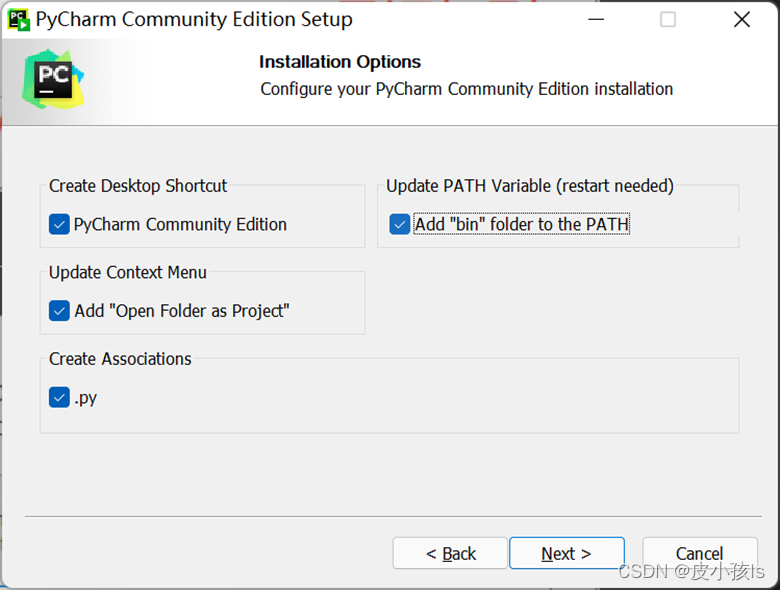 PC
PyCharm Community Edition Setup
PC
Installation Options
Configure your PyCharm Community Edition installation
Create Desktop Shortcut
PyCharm Community Edition
Update PATH Variable (restart needed)
Add "bin" folder to the PATH
Update Context Menu
Add "Open Folder as Project"
Create Associations
.py
< Back
Next >
Cancel
CSDN @皮小孩ls